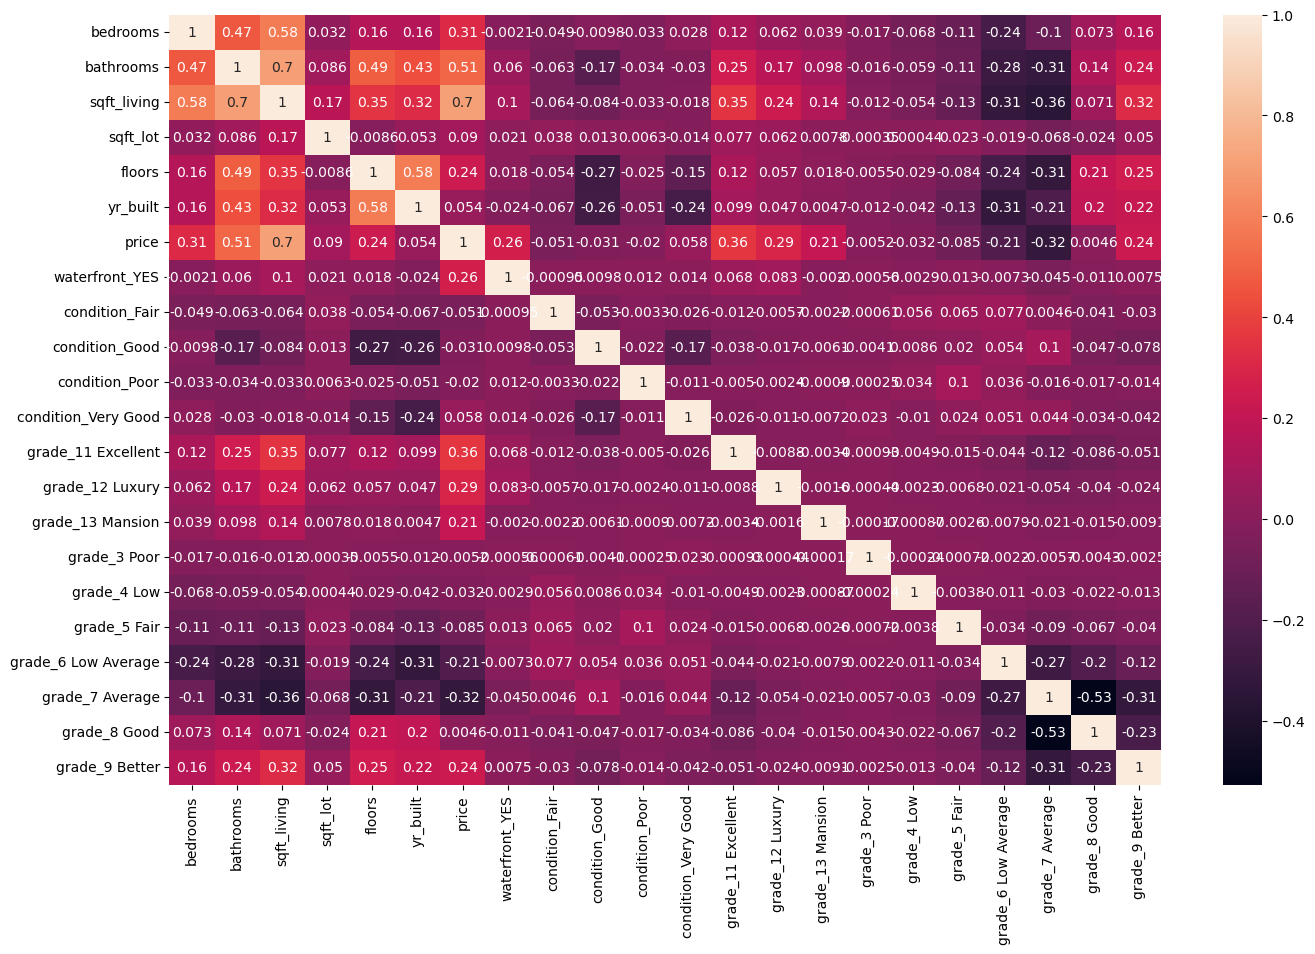 bedrooms 1 0.47 0.58 0.032 0.16 0.16 0.31 -0.0021 -0.049 -0.0098 -0.033 0.028 0.12 0.062 0.039 -0.017 -0.068 -0.11 -0.24 -0.1 0.073 0.16
bathrooms 0.47 1 0.7 0.086 0.49 0.43 0.51 0.06 -0.063 -0.17 -0.034 -0.03 0.25 0.17 0.098 -0.016 -0.059 -0.11 -0.28 -0.31 0.14 0.24
sqft_living 0.58 0.7 1 0.17 0.35 0.32 0.7 0.1 -0.064 -0.084 -0.033 -0.018 0.35 0.24 0.14 -0.012 -0.054 -0.13 -0.31 -0.36 0.071 0.32
sqft_lot 0.032 0.086 0.17 1 -0.0086 0.053 0.09 0.021 0.038 0.013 0.0063 -0.014 0.077 0.062 0.0078 0.00044 0.023 -0.019 -0.068 -0.024 0.05
floors 0.16 0.49 0.35 -0.0086 1 0.58 0.24 0.018 -0.054 -0.27 -0.025 -0.15 0.12 0.057 0.018 -0.0055 -0.029 -0.084 -0.24 -0.31 0.21 0.25
yr_built 0.16 0.43 0.32 0.053 0.58 1 0.054 -0.024 -0.067 -0.26 -0.051 -0.24 0.099 0.047 0.0047 -0.012 -0.042 -0.13 -0.31 -0.21 0.2 0.22
price 0.31 0.51 0.7 0.09 0.24 0.054 1 0.26 -0.051 -0.031 -0.02 0.058 0.36 0.29 0.21 -0.0052 -0.032 -0.085 -0.21 -0.32 0.0046 0.24
waterfront_YES -0.0021 0.06 0.1 0.021 0.018 -0.024 0.26 1 0.0098 0.012 0.014 0.068 0.083 -0.002 -0.0029 0.013 -0.0073 -0.045 -0.011 0.0075
condition_Fair -0.049 -0.063 -0.064 0.038 -0.054 -0.067 -0.051 1 -0.053 -0.0033 -0.026 -0.012 -0.0057 -0.0022 -0.00061 0.056 0.065 0.077 0.0046 -0.041 -0.03
condition_Good -0.0098 -0.17 -0.084 0.013 -0.27 -0.26 -0.031 0.0098 -0.053 1 -0.022 -0.17 -0.038 -0.017 -0.0061 -0.0041 0.0086 0.02 0.054 0.1 -0.047 -0.078
condition_Poor -0.033 -0.034 -0.033 0.0063 -0.025 -0.051 -0.02 0.012 -0.0033 -0.022 1 -0.011 -0.005 -0.0024 -0.0009 -0.00025 0.034 0.1 0.036 -0.016 -0.017 -0.014
condition_Very Good 0.028 -0.03 -0.018 -0.014 -0.15 -0.24 0.058 0.014 -0.026 -0.17 -0.011 1 -0.026 -0.011 -0.0072 0.023 -0.01 0.024 0.051 0.044 -0.034 -0.042
grade_11 Excellent 0.12 0.25 0.35 0.077 0.12 0.099 0.36 0.068 -0.012 -0.038 -0.005 -0.026 1 -0.0088 -0.0034 -0.00093 -0.0049 -0.015 -0.044 -0.12 -0.086 -0.051
grade_12 Luxury 0.062 0.17 0.24 0.062 0.057 0.047 0.29 0.083 -0.0057 -0.017 -0.0024 -0.011 -0.0088 1 -0.0016 -0.00044 -0.0023 -0.0068 -0.021 -0.054 -0.04 -0.024
grade_13 Mansion 0.039 0.098 0.14 0.0078 0.018 0.0047 0.21 -0.002 -0.0022 -0.0061 -0.0009 -0.0072 -0.0034 -0.0016 1 -0.00017 -0.00087 -0.0026 -0.0079 -0.021 -0.015 -0.0091
grade_3 Poor -0.017 -0.016 -0.012 -0.0055 -0.012 -0.0052 -0.00056 -0.00061 -0.0041 -0.00025 0.023 -0.00093 -0.00044 -0.00017 1 -0.00024 -0.00072 -0.0022 -0.0057 -0.0043 -0.0025
grade_4 Low -0.068 -0.059 -0.054 0.00044 -0.029 -0.042 -0.032 -0.0029 0.056 0.0086 0.034 -0.01 -0.0049 -0.0023 -0.00087 -0.00024 1 -0.0038 -0.011 -0.03 -0.022 -0.013
grade_5 Fair -0.11 -0.11 -0.13 0.023 -0.084 -0.13 -0.085 0.013 0.065 0.02 0.1 0.024 -0.015 -0.0068 -0.0026 -0.00072 -0.0038 1 -0.034 -0.09 -0.067 -0.04
grade_6 Low Average -0.24 -0.28 -0.31 -0.019 -0.24 -0.31 -0.21 -0.0073 0.077 0.054 0.036 0.051 -0.044 -0.021 -0.0079 -0.0022 -0.011 -0.034 1 -0.27 -0.2 -0.12
grade_7 Average -0.1 -0.31 -0.36 -0.068 -0.31 -0.21 -0.32 -0.045 0.0046 0.1 -0.016 0.044 -0.12 -0.054 -0.021 -0.0057 -0.03 -0.09 -0.27 1 -0.53 -0.31
grade_8 Good 0.073 0.14 0.071 -0.024 0.21 0.2 0.0046 -0.011 -0.041 -0.047 -0.017 -0.034 -0.086 -0.04 -0.015 -0.0043 -0.022 -0.067 -0.2 -0.53 1 -0.23
grade_9 Better 0.16 0.24 0.32 0.05 0.25 0.22 0.24 0.0075 -0.03 -0.078 -0.014 -0.042 -0.051 -0.024 -0.0091 -0.0025 -0.013 -0.04 -0.12 -0.31 -0.23 1
bedrooms
bathrooms
sqft_living
sqft_lot
floors
yr_built
price
waterfront_YES
condition_Fair
condition_Good
condition_Poor
condition_Very Good
grade_11 Excellent
grade_12 Luxury
grade_13 Mansion
grade_3 Poor
grade_4 Low
grade_5 Fair
grade_6 Low Average
grade_7 Average
grade_8 Good
grade_9 Better
1.0
0.8
0.6
0.4
0.2
0.0
−0.2
−0.4